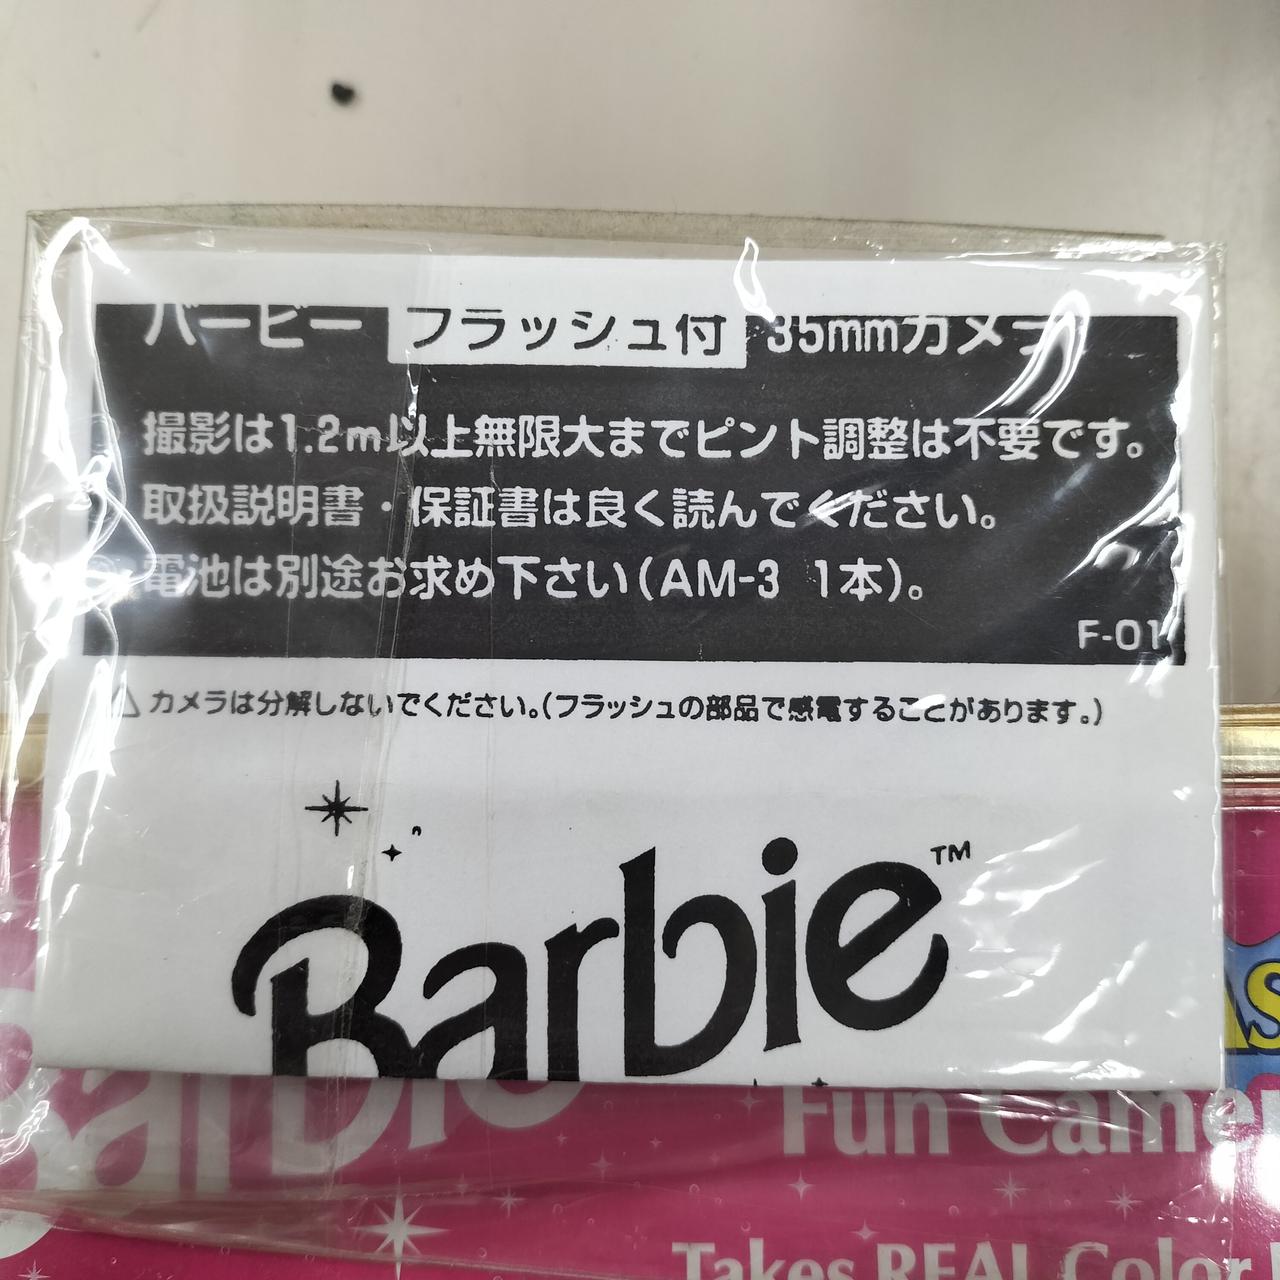 バービー フラッシュ付 35mmカメラ
撮影は1.2m以上無限大までピント調整は不要です。
取扱説明書・保証書は良く読んでください。
電池は別途お求め下さい(AM-3 1本)。
F-01
カメラは分解しないでください。(フラッシュの部品で感電することがあります。)
Barbie™
Barbie
Fun Camer
Takes REAL Color